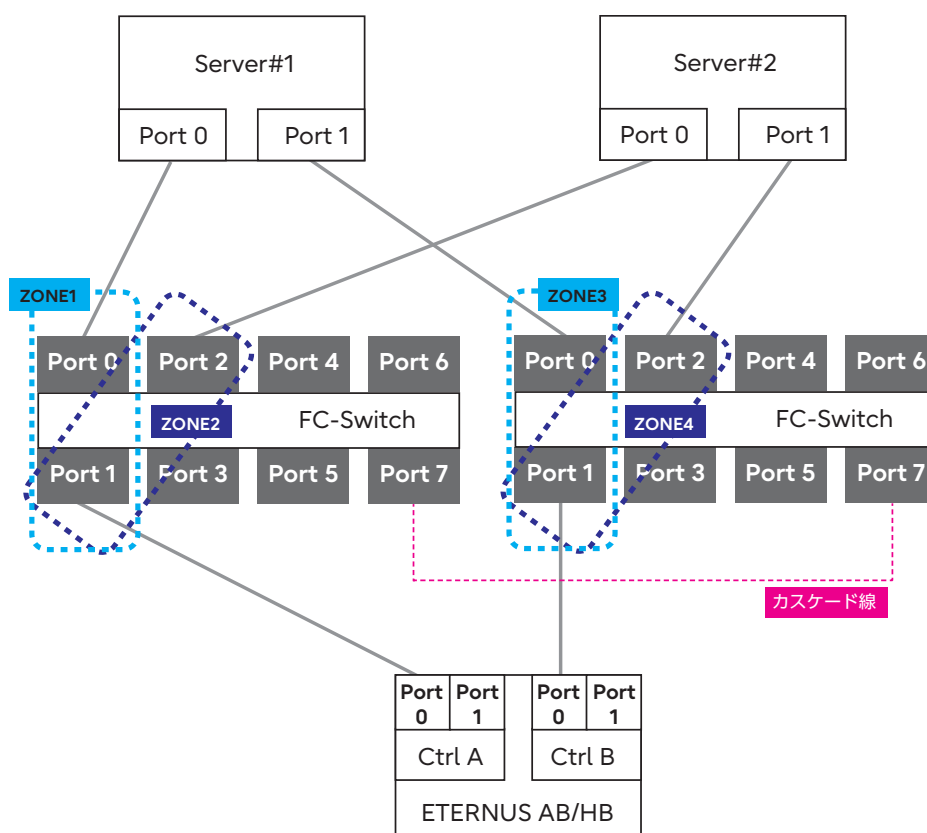 Server#1
Server#2
Port 0
Port 1
Port 0
Port 1
ZONE1
ZONE3
Port 0
Port 2
Port 4
Port 6
Port 0
Port 2
Port 4
Port 6
ZONE2
FC-Switch
ZONE4
FC-Switch
Port 1
Port 3
Port 5
Port 7
Port 1
Port 3
Port 5
Port 7
カスケード線
Port
0
Port
1
Port
0
Port
1
Ctrl A
Ctrl B
ETERNUS AB/HB